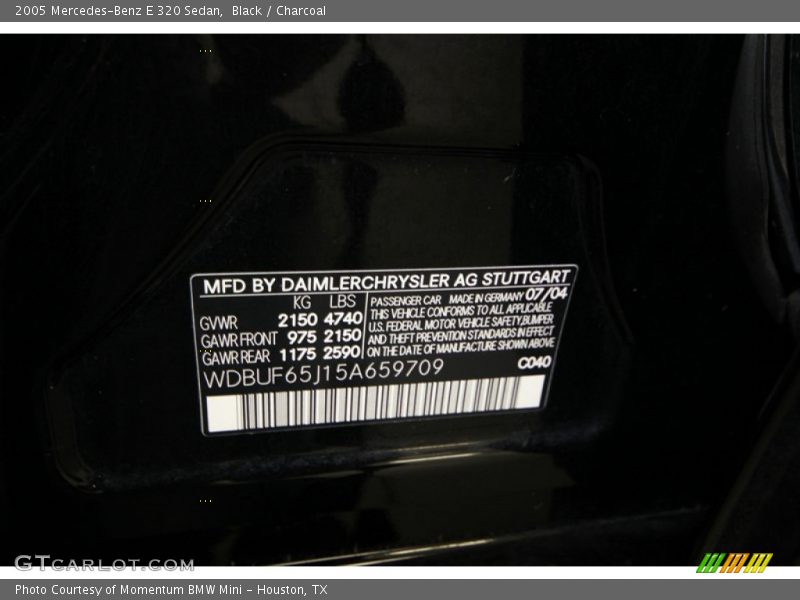 2005 Mercedes-Benz E 320 Sedan, Black / Charcoal
MFD BY DAIMLERCHRYSLER AG STUTTGART
KG LBS
GVWR 2150 4740
GAWR FRONT 975 2150
GAWR REAR 1175 2590
PASSENGER CAR MADE IN GERMANY 07/04
THIS VEHICLE CONFORMS TO ALL APPLICABLE
U.S. FEDERAL MOTOR VEHICLE SAFETY, BUMPER
AND THEFT PREVENTION STANDARDS IN EFFECT
ON THE DATE OF MANUFACTURE SHOWN ABOVE
WDBUF65J15A659709
C040
GTCARLOT.COM
Photo Courtesy of Momentum BMW Mini - Houston, TX